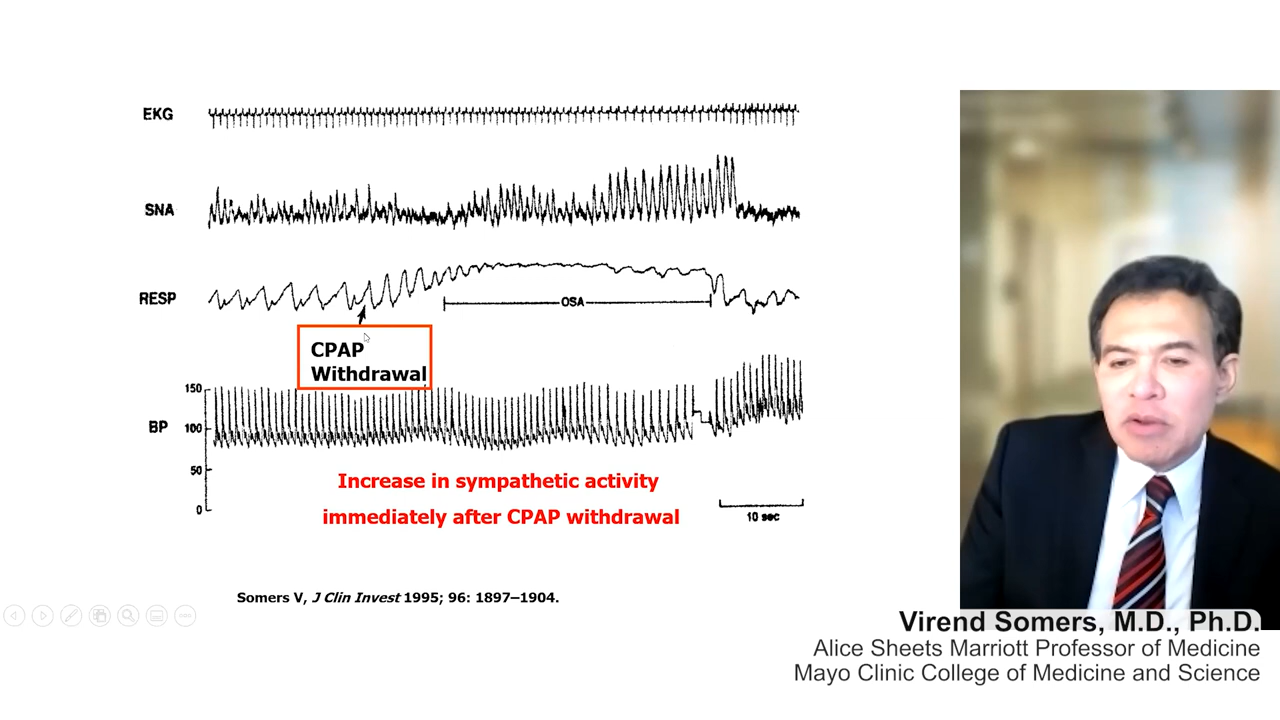 EKG
SNA
RESP
OSA
CPAP
Withdrawal
150
BP
100
50
0
Increase in sympathetic activity
immediately after CPAP withdrawal
10 sec
Somers V, J Clin Invest 1995; 96: 1897–1904.
Virend Somers, M.D., Ph.D.
Alice Sheets Marriott Professor of Medicine
Mayo Clinic College of Medicine and Science